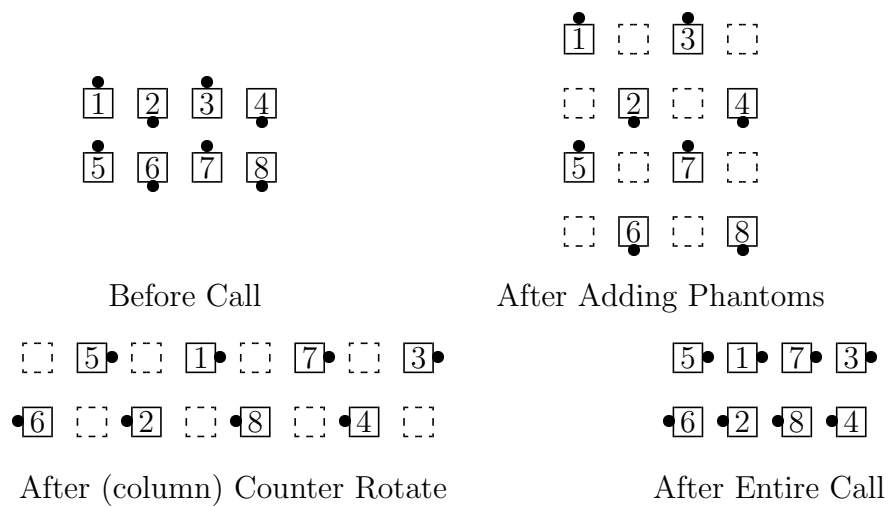 1 3
1 2 3 4
2 4
5 6 7 8
5 7
6 8
Before Call
After Adding Phantoms
5 1 7 3
5 1 7 3
6 2 8 4
6 2 8 4
After (column) Counter Rotate
After Entire Call